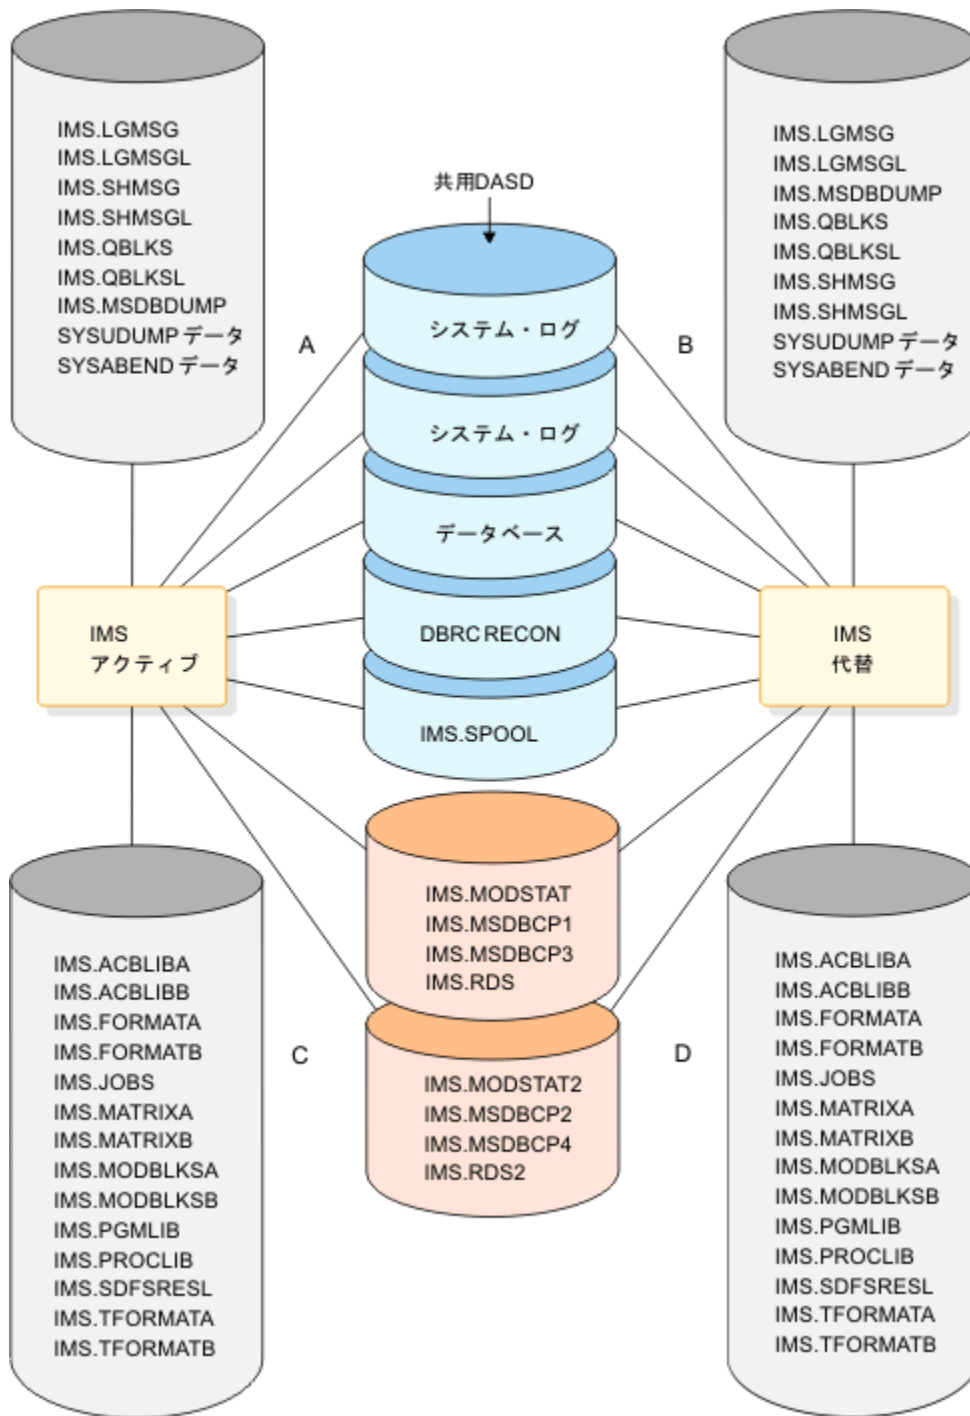 IMS.LGMSG
IMS.LGMSGL
IMS.SHMSG
IMS.SHMSGL
IMS.QBLKS
IMS.QBLKSL
IMS.MSDBDUMP
SYSUDUMP データ
SYSABEND データ
共用DASD
IMS.LGMSG
IMS.LGMSGL
IMS.MSDBDUMP
IMS.QBLKS
IMS.QBLKSL
IMS.SHMSG
IMS.SHMSGL
SYSUDUMP データ
SYSABEND データ
A
システム・ログ
B
システム・ログ
データベース
DBRC RECON
IMS.SPOOL
IMS
アクティブ
IMS
代替
IMS.MODSTAT
IMS.MSDBCP1
IMS.MSDBCP3
IMS.RDS
IMS.MODSTAT2
IMS.MSDBCP2
IMS.MSDBCP4
IMS.RDS2
C
D
IMS.ACBLIBA
IMS.ACBLIBB
IMS.FORMATA
IMS.FORMATB
IMS.JOBS
IMS.MATRIXA
IMS.MATRIXB
IMS.MODBLKSA
IMS.MODBLKSB
IMS.PGMLIB
IMS.PROCLIB
IMS.SDFSRESL
IMS.TFORMATA
IMS.TFORMATB
IMS.ACBLIBA
IMS.ACBLIBB
IMS.FORMATA
IMS.FORMATB
IMS.JOBS
IMS.MATRIXA
IMS.MATRIXB
IMS.MODBLKSA
IMS.MODBLKSB
IMS.PGMLIB
IMS.PROCLIB
IMS.SDFSRESL
IMS.TFORMATA
IMS.TFORMATB